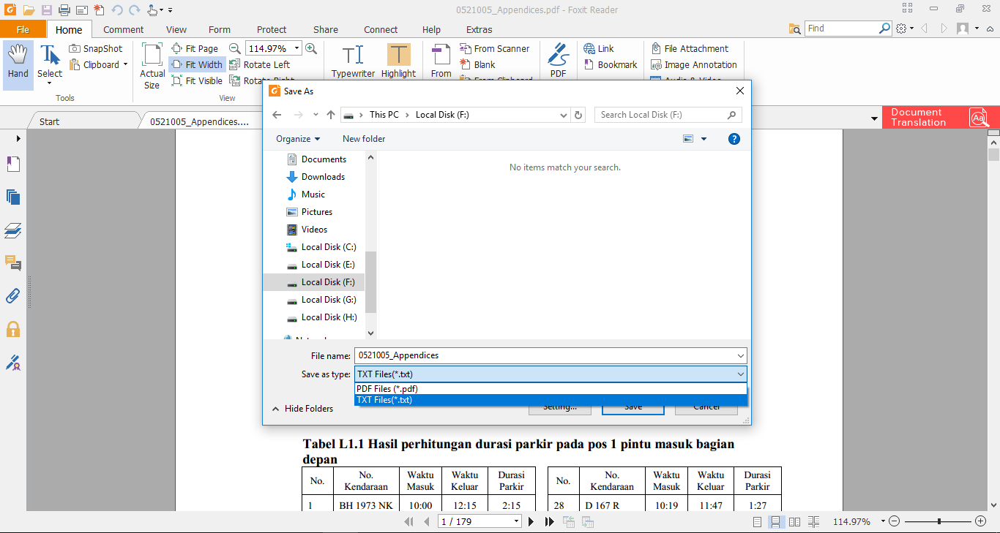 0521005_Appendices.pdf - Foxit Reader
File Home Comment View Form Protect Share Connect Help Extras
Find
Hand
Select
SnapShot
Clipboard
Tools
Actual Size
Fit Page
Fit Width
Fit Visible
114.97%
Rotate Left
Rotate Right
View
Typewriter
Highlight
From
From Scanner
Blank
From Clipboard
PDF
Link
Bookmark
File Attachment
Image Annotation
Audio & Video
Start
0521005_Appendices....
Document
Translation
Save As
This PC > Local Disk (F:)
Search Local Disk (F:)
Organize
New folder
Documents
Downloads
Music
Pictures
Videos
Local Disk (C:)
Local Disk (E:)
Local Disk (F:)
Local Disk (G:)
Local Disk (H:)
No items match your search.
File name: 0521005_Appendices
Save as type: TXT Files(*.txt)
PDF Files (*.pdf)
TXT Files(*.txt)
Hide Folders
Setting...
Save
Cancel
Tabel L1.1 Hasil perhitungan durasi parkir pada pos 1 pintu masuk bagian
depan
No. No. Kendaraan Waktu Masuk Waktu Keluar Durasi Parkir No. No. Kendaraan Waktu Masuk Waktu Keluar Durasi Parkir
1 BH 1973 NK 10:00 12:15 2:15 28 D 167 R 10:19 11:47 1:27
1 / 179
114.97%